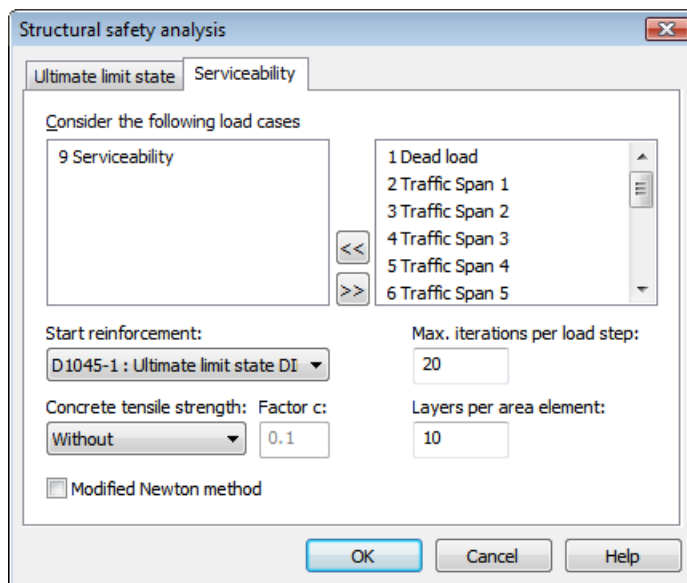 Structural safety analysis
Ultimate limit state
Serviceability
Consider the following load cases
9 Serviceability
1 Dead load
2 Traffic Span 1
3 Traffic Span 2
4 Traffic Span 3
5 Traffic Span 4
6 Traffic Span 5
<<
>>
Start reinforcement:
Max. iterations per load step:
D1045-1 : Ultimate limit state DI
20
Concrete tensile strength:
Factor c:
Layers per area element:
Without
0.1
10
Modified Newton method
OK
Cancel
Help